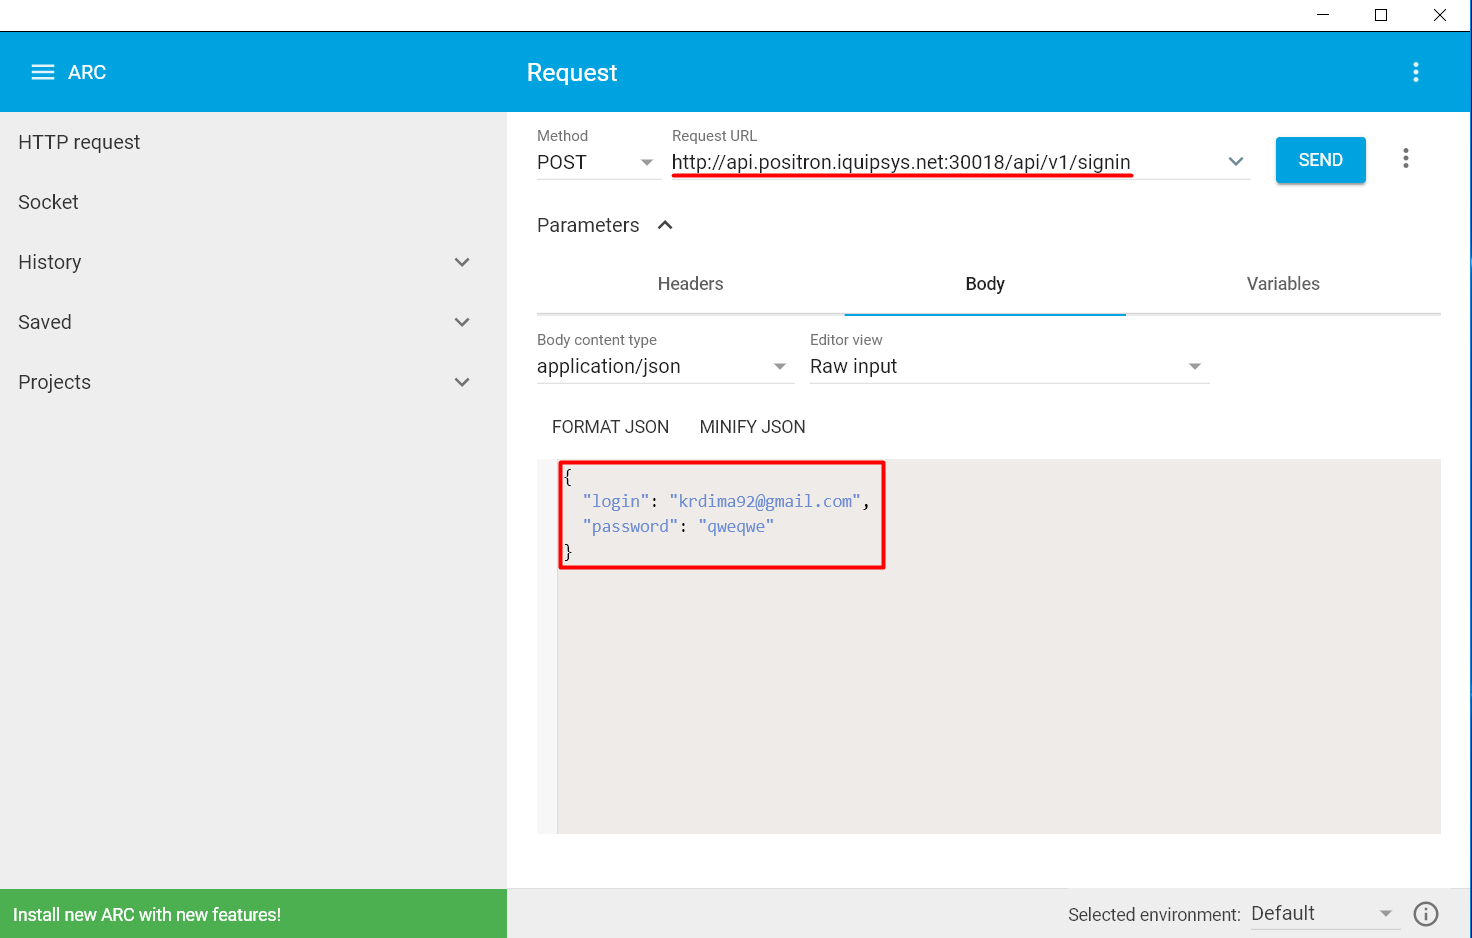 ARC
Request
HTTP request
Socket
History
Saved
Projects
Method
Request URL
POST
http://api.positron.iquipsys.net:30018/api/v1/signin
SEND
Parameters
Headers
Body
Variables
Body content type
Editor view
application/json
Raw input
FORMAT JSON
MINIFY JSON
{
"login": "krdima92@gmail.com",
"password": "qweqwe"
}
Install new ARC with new features!
Selected environment:
Default